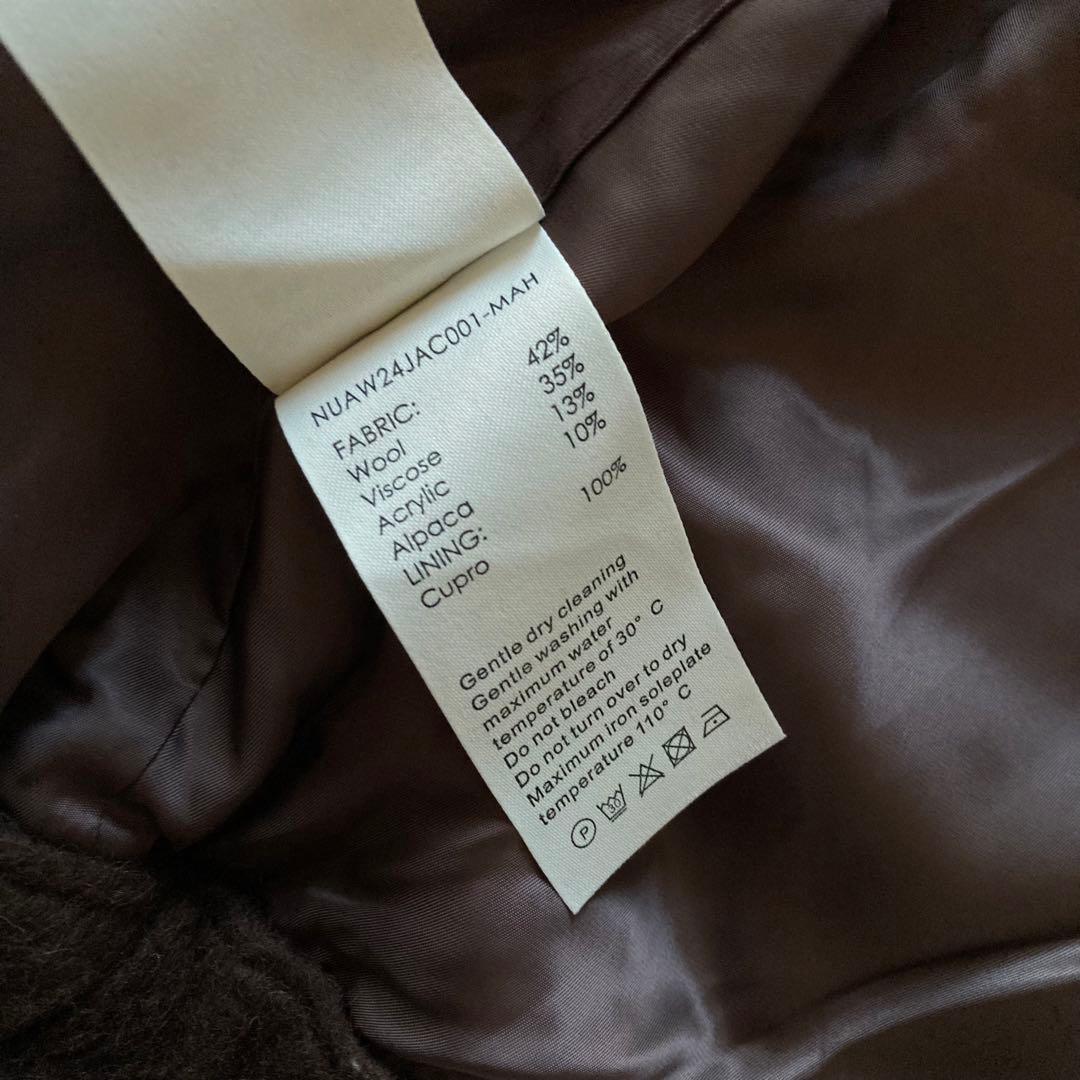 NUAW24JAC001-MAH
FABRIC:
Wool 42%
Viscose 35%
Acrylic 13%
Alpaca 10%
LINING:
Cupro 100%
Gentle dry cleaning
Gentle washing with
maximum water
temperature of 30° C
Do not bleach
Do not turn over to dry
Maximum iron soleplate
temperature 110° C
P 30